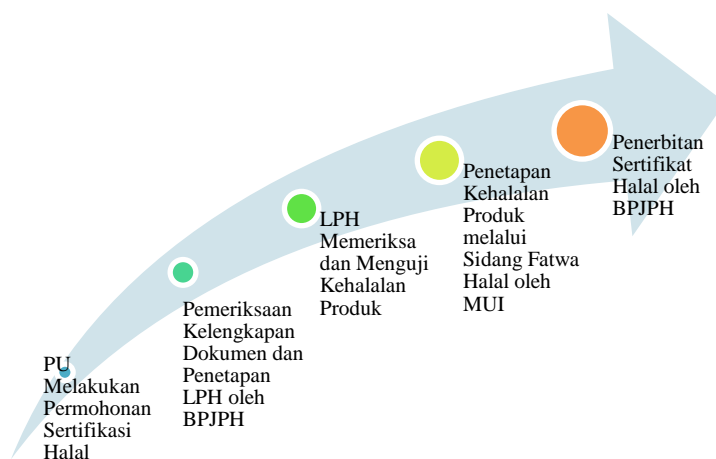 PU
Melakukan
Permohonan
Sertifikasi
Halal
Pemeriksaan
Kelengkapan
Dokumen dan
Penetapan
LPH oleh
BPJPH
LPH
Memeriksa
dan Menguji
Kehalalan
Produk
Penetapan
Kehalalan
Produk
melalui
Sidang Fatwa
Halal oleh
MUI
Penerbitan
Sertifikat
Halal oleh
BPJPH